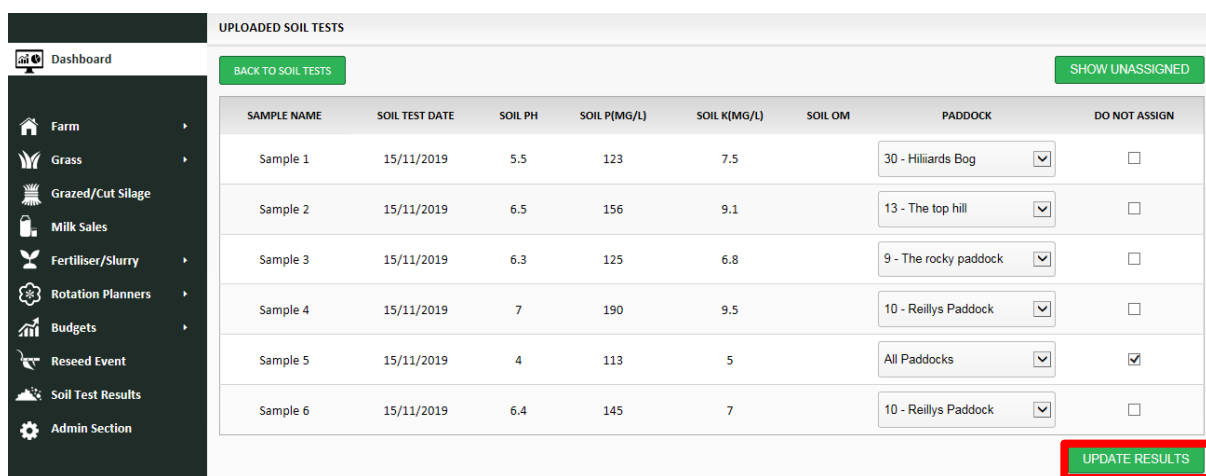 UPLOADED SOIL TESTS
Dashboard
BACK TO SOIL TESTS
SHOW UNASSIGNED
Farm
Grass
Grazed/Cut Silage
Milk Sales
Fertiliser/Slurry
Rotation Planners
Budgets
Reseed Event
Soil Test Results
Admin Section
SAMPLE NAME SOIL TEST DATE SOIL PH SOIL P(MG/L) SOIL K(MG/L) SOIL OM PADDOCK DO NOT ASSIGN
Sample 1 15/11/2019 5.5 123 7.5 30 - Hiliiards Bog
Sample 2 15/11/2019 6.5 156 9.1 13 - The top hill
Sample 3 15/11/2019 6.3 125 6.8 9 - The rocky paddock
Sample 4 15/11/2019 7 190 9.5 10 - Reillys Paddock
Sample 5 15/11/2019 4 113 5 All Paddocks
Sample 6 15/11/2019 6.4 145 7 10 - Reillys Paddock
UPDATE RESULTS